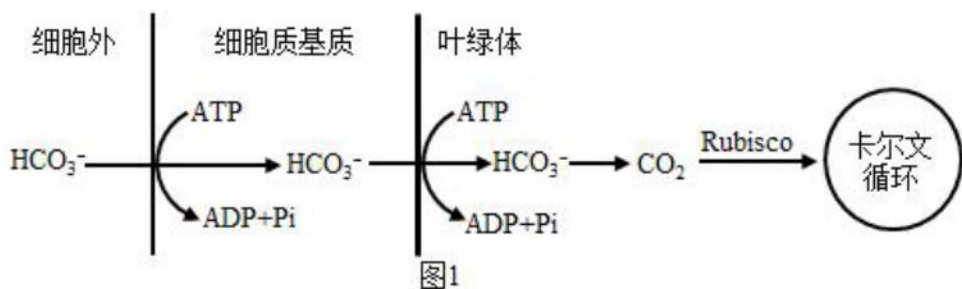 细胞外 细胞质基质 叶绿体
ATP ATP
HCO₃⁻ HCO₃⁻ HCO₃⁻ CO₂ Rubisco 卡尔文
循环
ADP+Pi ADP+Pi
图1